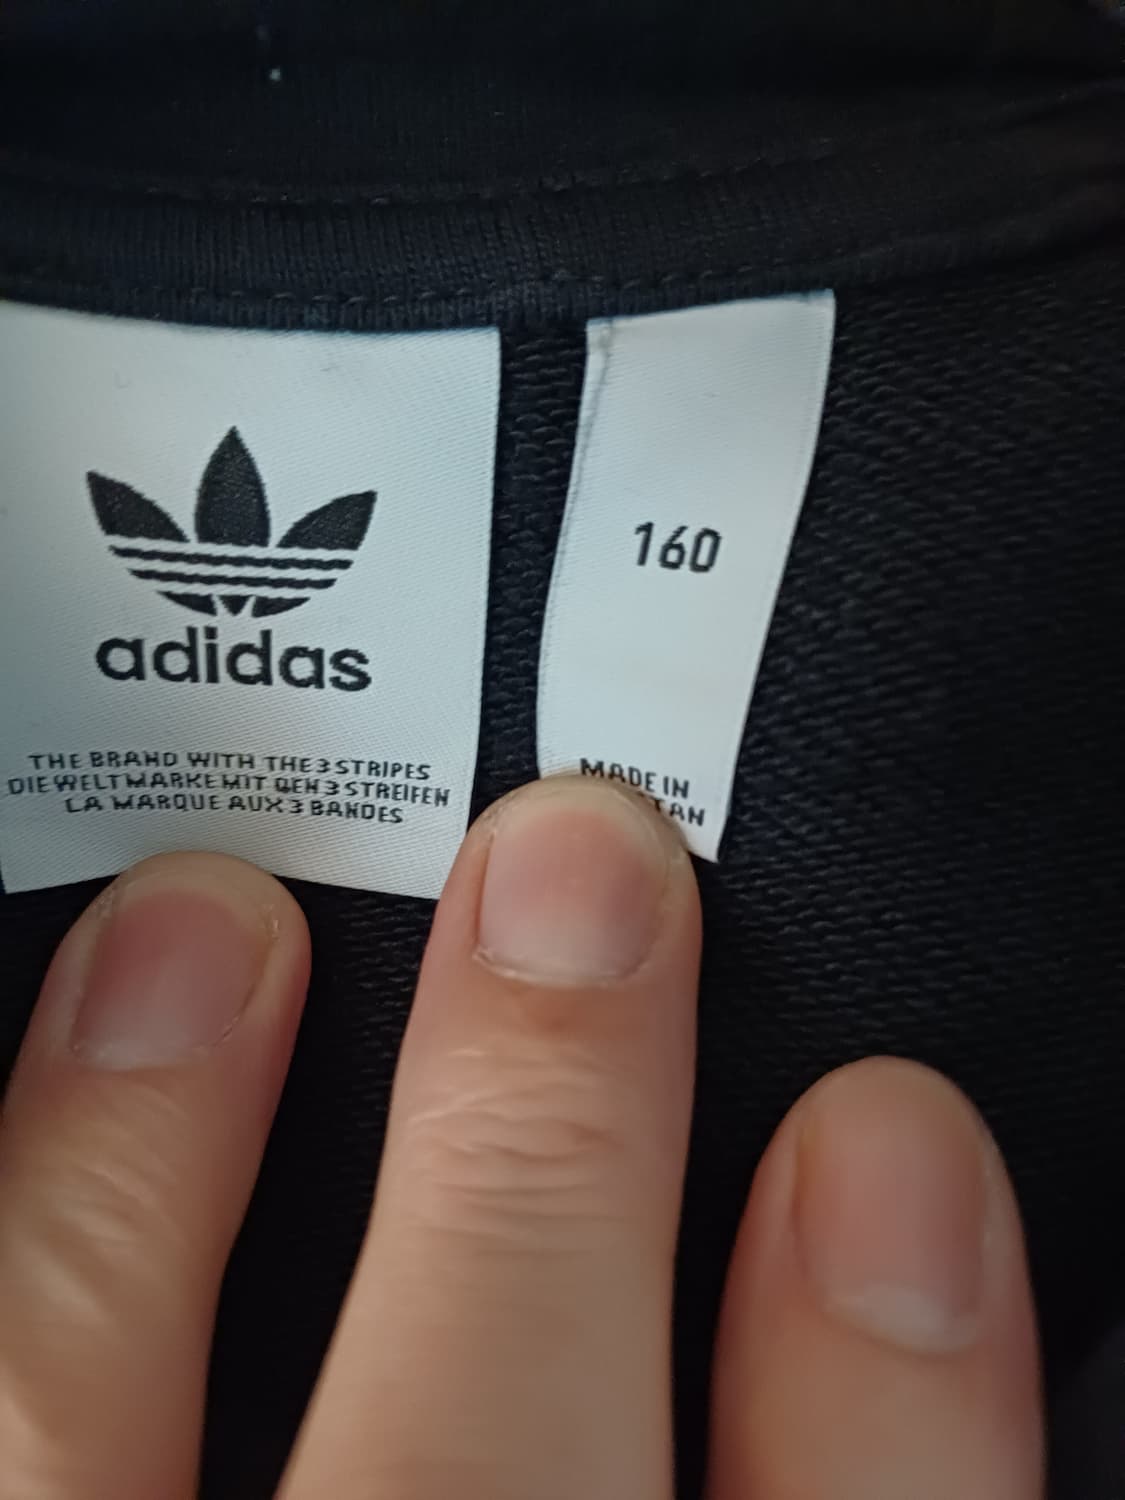 adidas
THE BRAND WITH THE 3 STRIPES
DIE WELTMARKE MIT DEN 3 STREIFEN
LA MARQUE AUX 3 BANDES
160
MADE IN